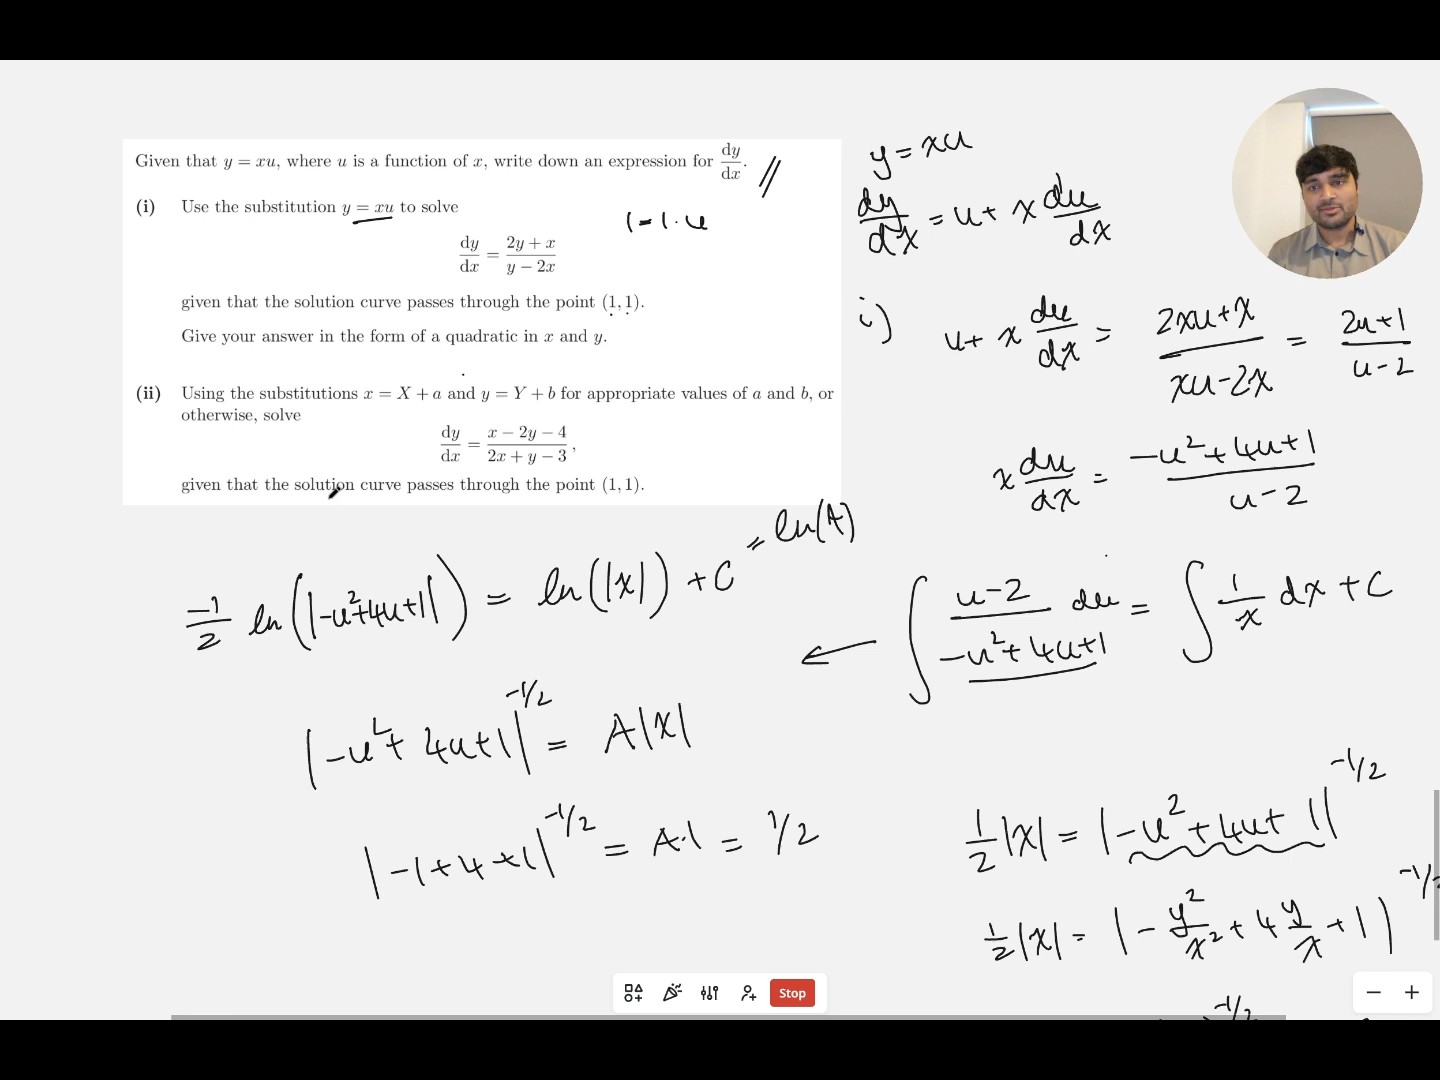 Given that y = xu, where u is a function of x, write down an expression for dy/dx.
(i) Use the substitution y = xu to solve
dy/dx = (2y + x)/(y − 2x)
given that the solution curve passes through the point (1, 1).
Give your answer in the form of a quadratic in x and y.
(ii) Using the substitutions x = X + a and y = Y + b for appropriate values of a and b, or
otherwise, solve
dy/dx = (x − 2y − 4)/(2x + y − 3),
given that the solution curve passes through the point (1, 1).
1 = 1·u
y = xu
dy/dx = u + x du/dx
i) u + x du/dx = (2xu + x)/(xu − 2x) = (2u + 1)/(u − 2)
x du/dx = (−u² + 4u + 1)/(u − 2)
∫ (u − 2)/(−u² + 4u + 1) du = ∫ 1/x dx + C
←
−1/2 ln(|−u² + 4u + 1|) = ln(|x|) + C = ln(A)
|−u² + 4u + 1|^(−1/2) = A|x|
|−1 + 4 + 1|^(−1/2) = A·1 = 1/2
1/2 |x| = |−u² + 4u + 1|^(−1/2)
1/2 |x| = |−y²/x² + 4 y/x + 1|
−1/2
Stop
− +